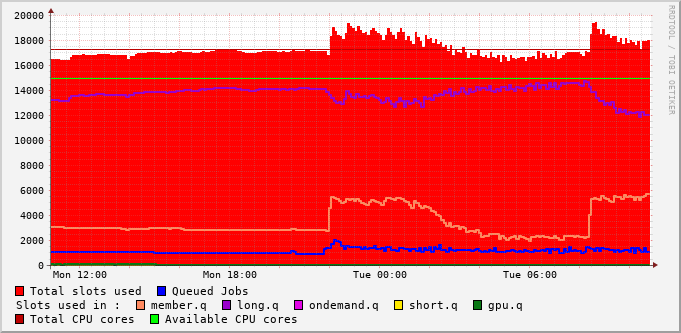 20000
18000
16000
14000
12000
10000
8000
6000
4000
2000
0
Mon 12:00 Mon 18:00 Tue 00:00 Tue 06:00
RRDTOOL / TOBI OETIKER
Total slots used Queued Jobs
Slots used in : member.q long.q ondemand.q short.q gpu.q
Total CPU cores Available CPU cores